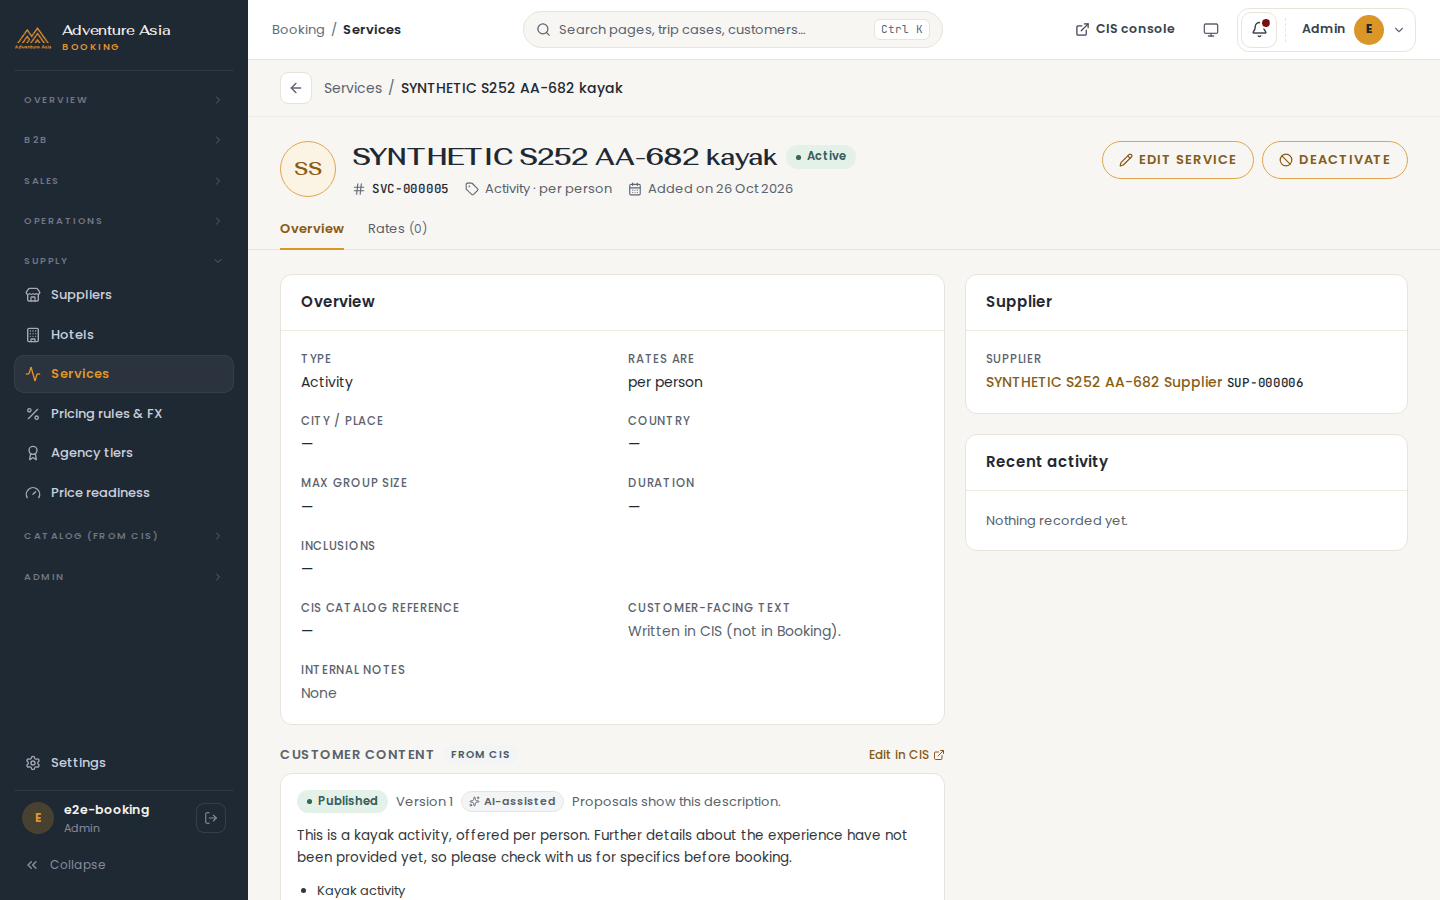 Adventure Asia
BOOKING
Adventure Asia
Booking / Services
Search pages, trip cases, customers...
Ctrl K
CIS console
Admin
E
OVERVIEW
B2B
SALES
OPERATIONS
SUPPLY
Suppliers
Hotels
Services
Pricing rules & FX
Agency tiers
Price readiness
CATALOG (FROM CIS)
ADMIN
Settings
E
e2e-booking
Admin
Collapse
Services / SYNTHETIC S252 AA-682 kayak
SS
SYNTHETIC S252 AA-682 kayak
Active
SVC-000005
Activity · per person
Added on 26 Oct 2026
EDIT SERVICE
DEACTIVATE
Overview
Rates (0)
Overview
TYPE
Activity
RATES ARE
per person
CITY / PLACE
—
COUNTRY
—
MAX GROUP SIZE
—
DURATION
—
INCLUSIONS
—
CIS CATALOG REFERENCE
—
CUSTOMER-FACING TEXT
Written in CIS (not in Booking).
INTERNAL NOTES
None
Supplier
SUPPLIER
SYNTHETIC S252 AA-682 Supplier SUP-000006
Recent activity
Nothing recorded yet.
CUSTOMER CONTENT
FROM CIS
Edit in CIS
Published
Version 1
AI-assisted
Proposals show this description.
This is a kayak activity, offered per person. Further details about the experience have not
been provided yet, so please check with us for specifics before booking.
• Kayak activity